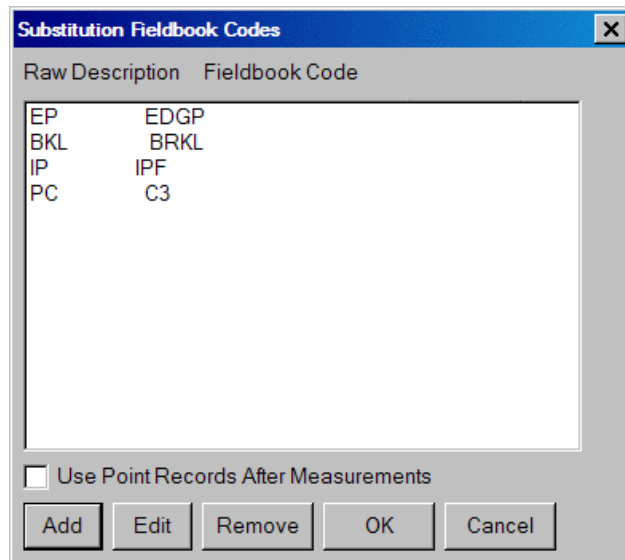 Substitution Fieldbook Codes
Raw Description Fieldbook Code
EP EDGP
BKL BRKL
IP IPF
PC C3
Use Point Records After Measurements
Add Edit Remove OK Cancel